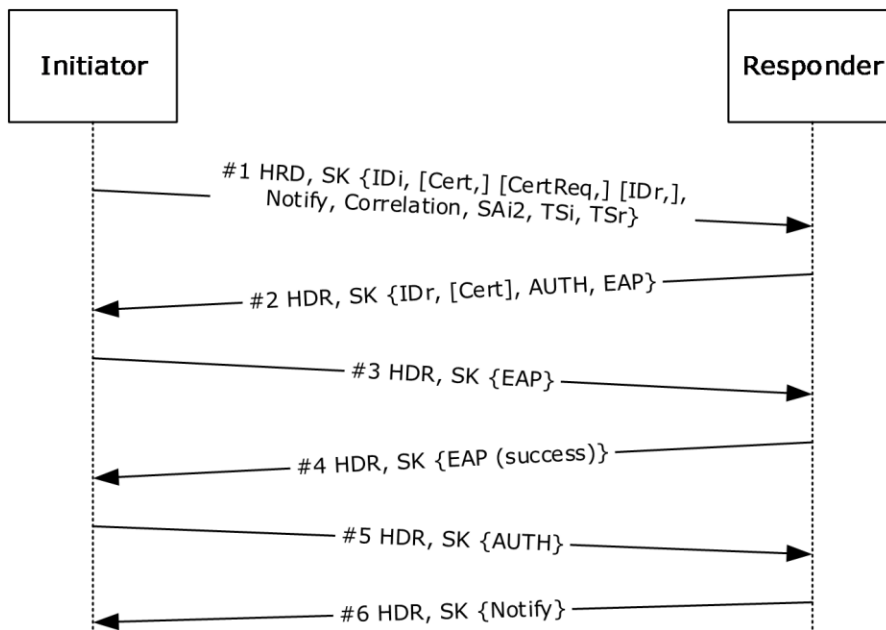 Initiator
Responder
#1 HRD, SK {IDi, [Cert,] [CertReq,] [IDr,],
Notify, Correlation, SAi2, TSi, TSr}
#2 HDR, SK {IDr, [Cert], AUTH, EAP}
#3 HDR, SK {EAP}
#4 HDR, SK {EAP (success)}
#5 HDR, SK {AUTH}
#6 HDR, SK {Notify}